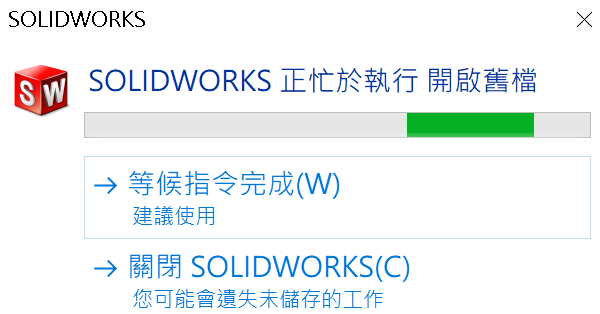 SOLIDWORKS
SW
SOLIDWORKS 正忙於執行 開啟舊檔
等候指令完成(W)
建議使用
關閉 SOLIDWORKS(C)
您可能會遺失未儲存的工作